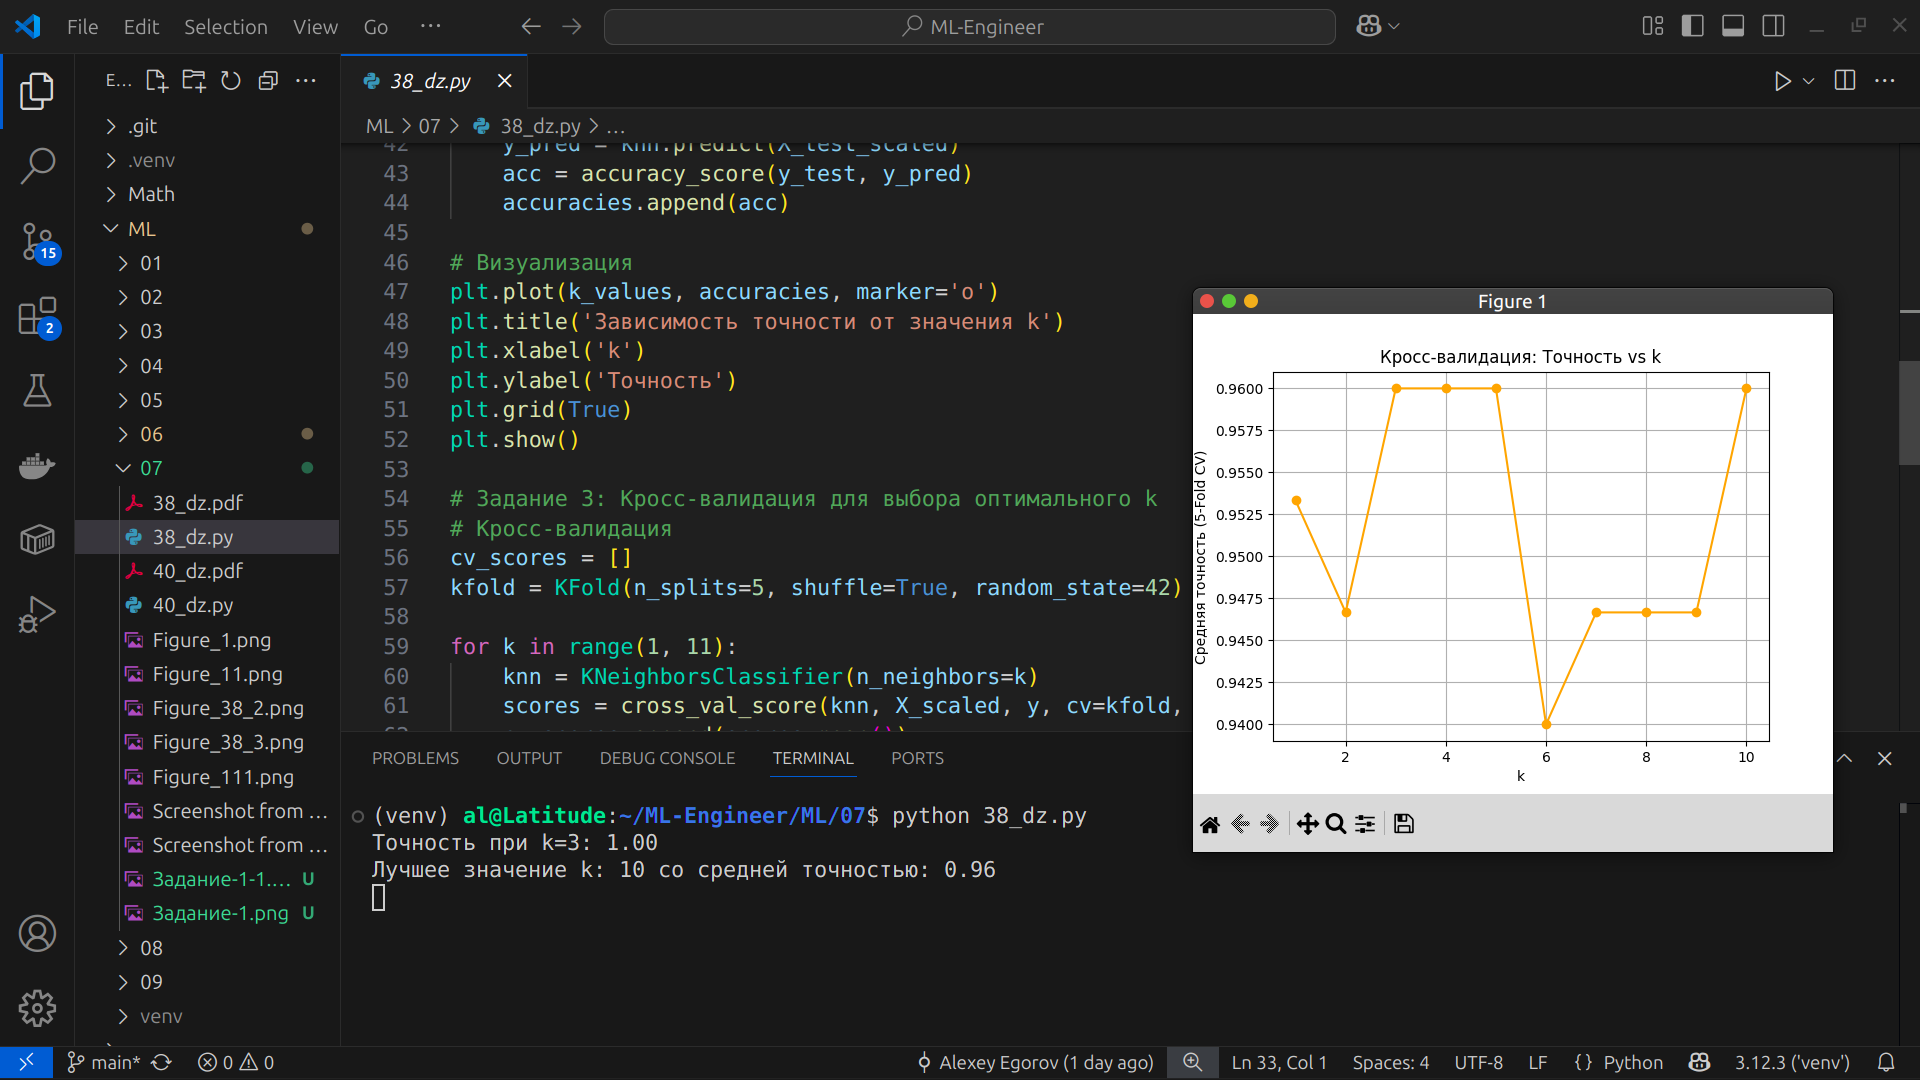 File Edit Selection View Go ···
ML-Engineer
E... ···
38_dz.py
ML > 07 > 38_dz.py > ...
.git
.venv
Math
ML
01
02
03
04
05
06
07
38_dz.pdf
38_dz.py
40_dz.pdf
40_dz.py
Figure_1.png
Figure_11.png
Figure_38_2.png
Figure_38_3.png
Figure_111.png
Screenshot from ...
Screenshot from ...
Задание-1-1.... U
Задание-1.png U
08
09
venv
15
2
42 y_pred = knn.predict(X_test_scaled)
43 acc = accuracy_score(y_test, y_pred)
44 accuracies.append(acc)
45
46 # Визуализация
47 plt.plot(k_values, accuracies, marker='o')
48 plt.title('Зависимость точности от значения k')
49 plt.xlabel('k')
50 plt.ylabel('Точность')
51 plt.grid(True)
52 plt.show()
53
54 # Задание 3: Кросс-валидация для выбора оптимального k
55 # Кросс-валидация
56 cv_scores = []
57 kfold = KFold(n_splits=5, shuffle=True, random_state=42)
58
59 for k in range(1, 11):
60 knn = KNeighborsClassifier(n_neighbors=k)
61 scores = cross_val_score(knn, X_scaled, y, cv=kfold,
Figure 1
Кросс-валидация: Точность vs k
Средняя точность (5-Fold CV)
0.9600
0.9575
0.9550
0.9525
0.9500
0.9475
0.9450
0.9425
0.9400
2 4 6 8 10
k
PROBLEMS OUTPUT DEBUG CONSOLE TERMINAL PORTS
(venv) al@Latitude:~/ML-Engineer/ML/07$ python 38_dz.py
Точность при k=3: 1.00
Лучшее значение k: 10 со средней точностью: 0.96
main* 0 0 Alexey Egorov (1 day ago) Ln 33, Col 1 Spaces: 4 UTF-8 LF {} Python 3.12.3 ('venv')